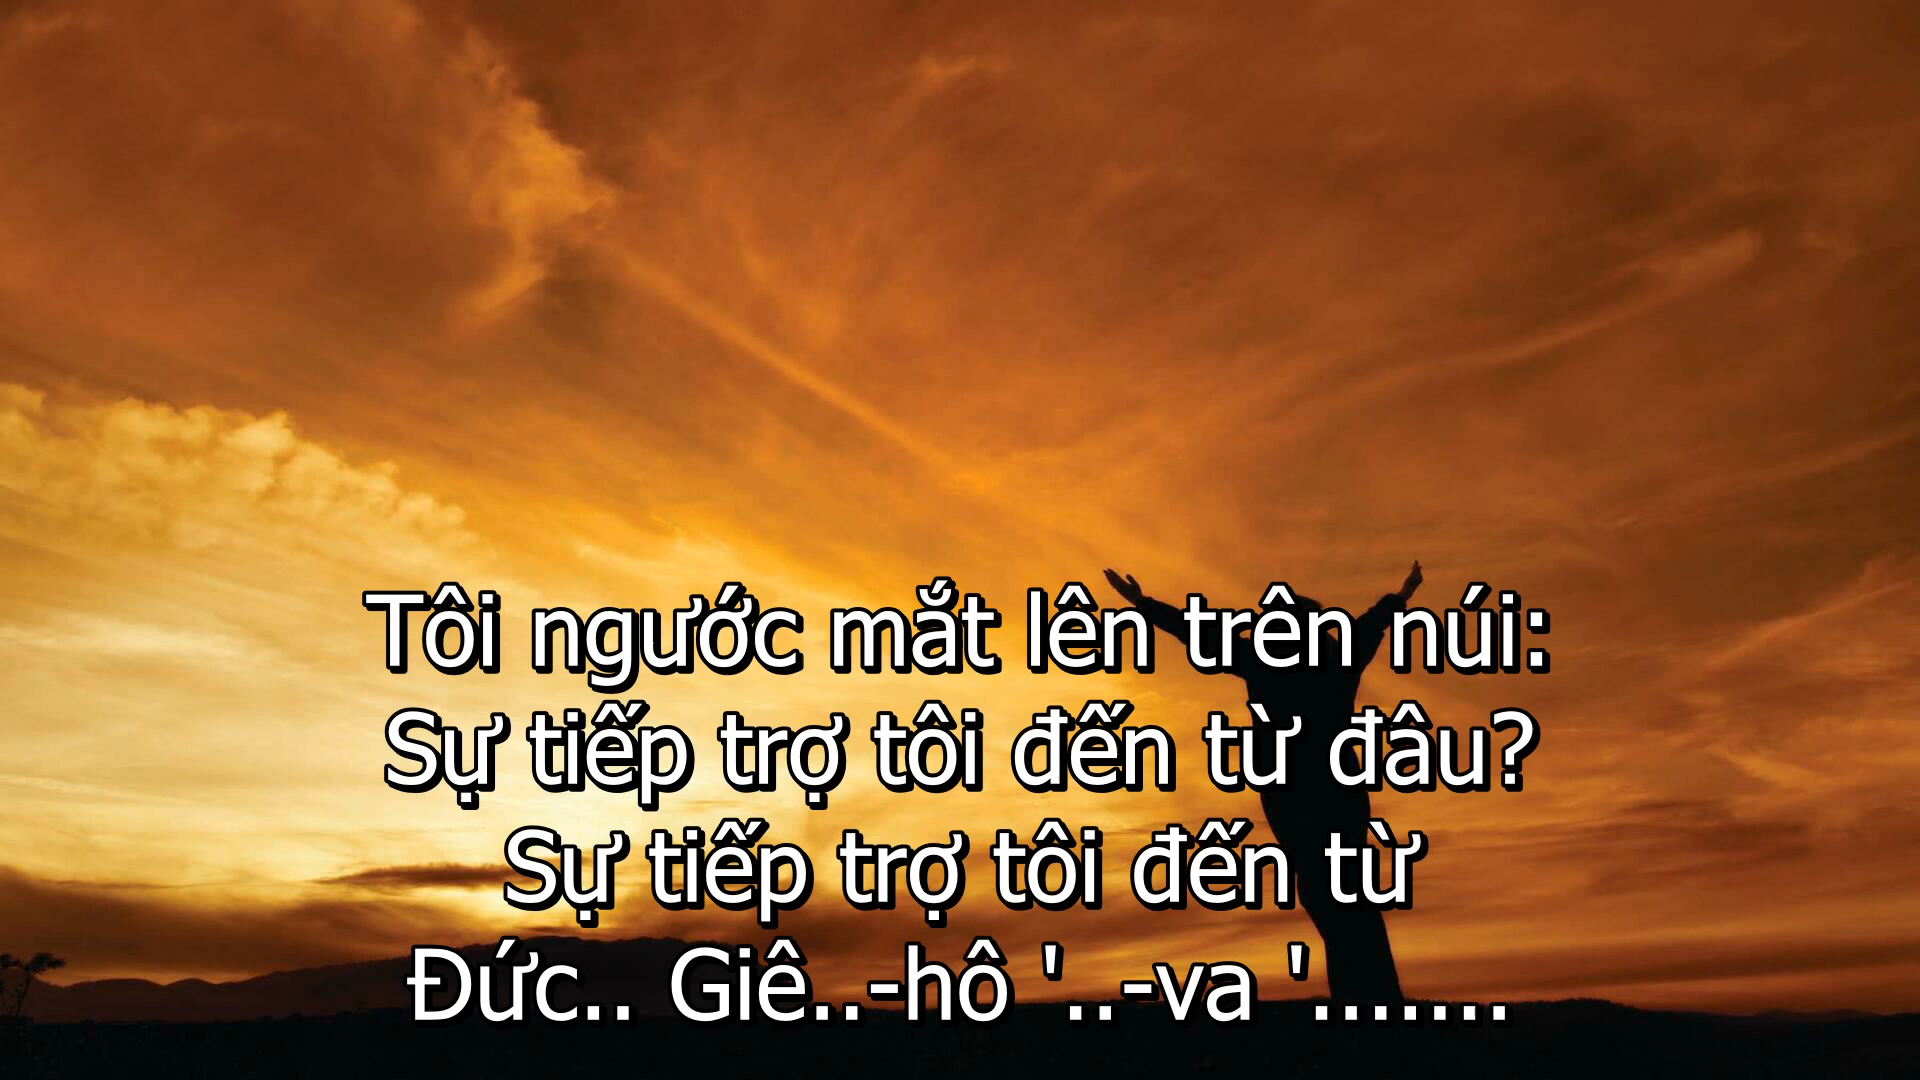 Tôi ngước mắt lên trên núi:
Sự tiếp trợ tôi đến từ đâu?
Sự tiếp trợ tôi đến từ
Đức.. Giê..-hô '..-va '.......